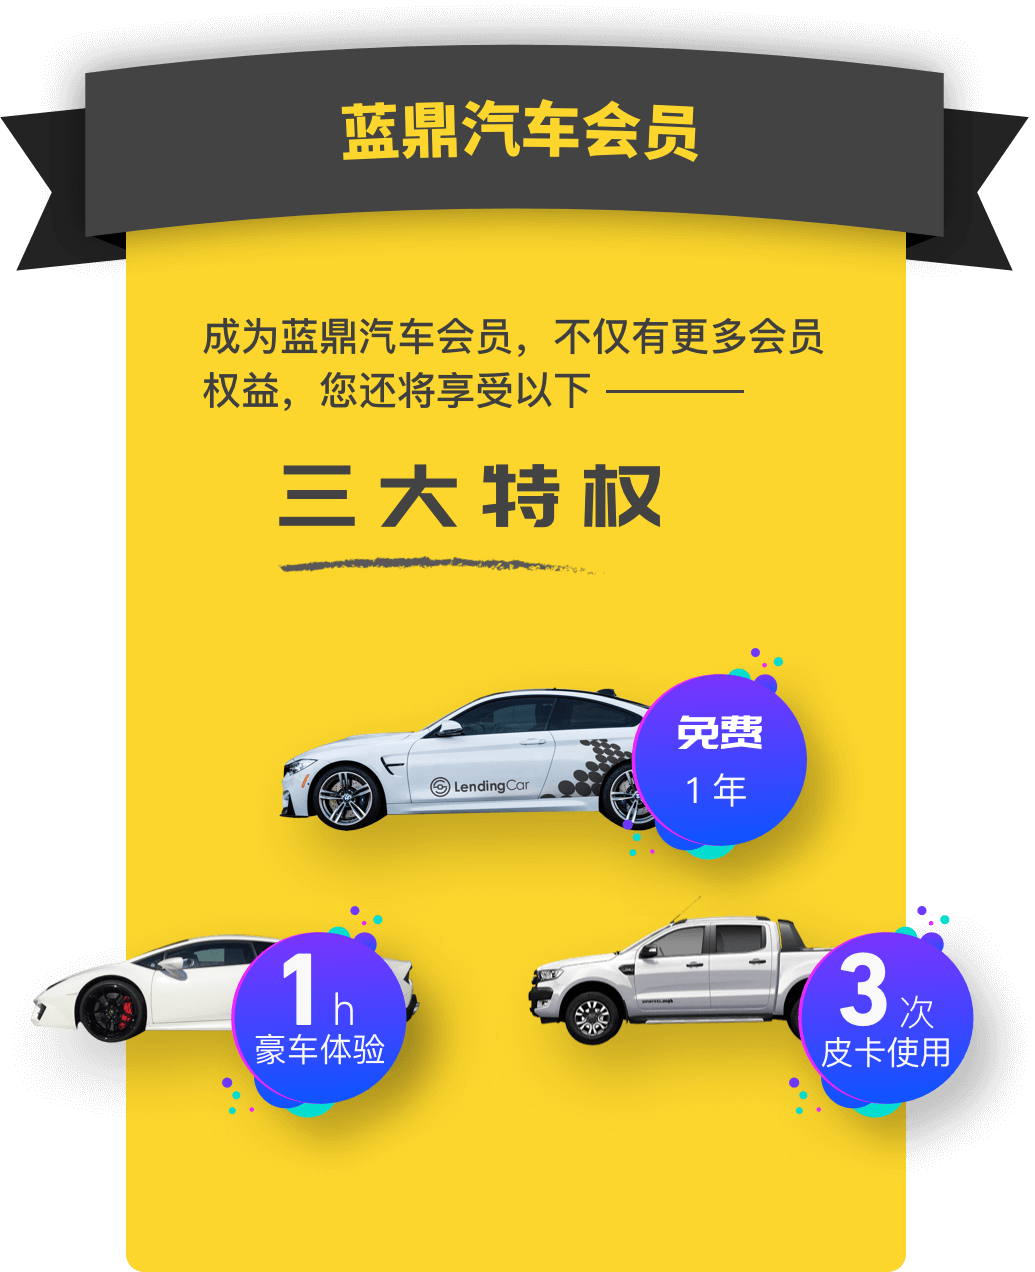 蓝鼎汽车会员
成为蓝鼎汽车会员，不仅有更多会员
权益，您还将享受以下 ————
三大特权
LendingCar
免费
1 年
1 h
豪车体验
3 次
皮卡使用